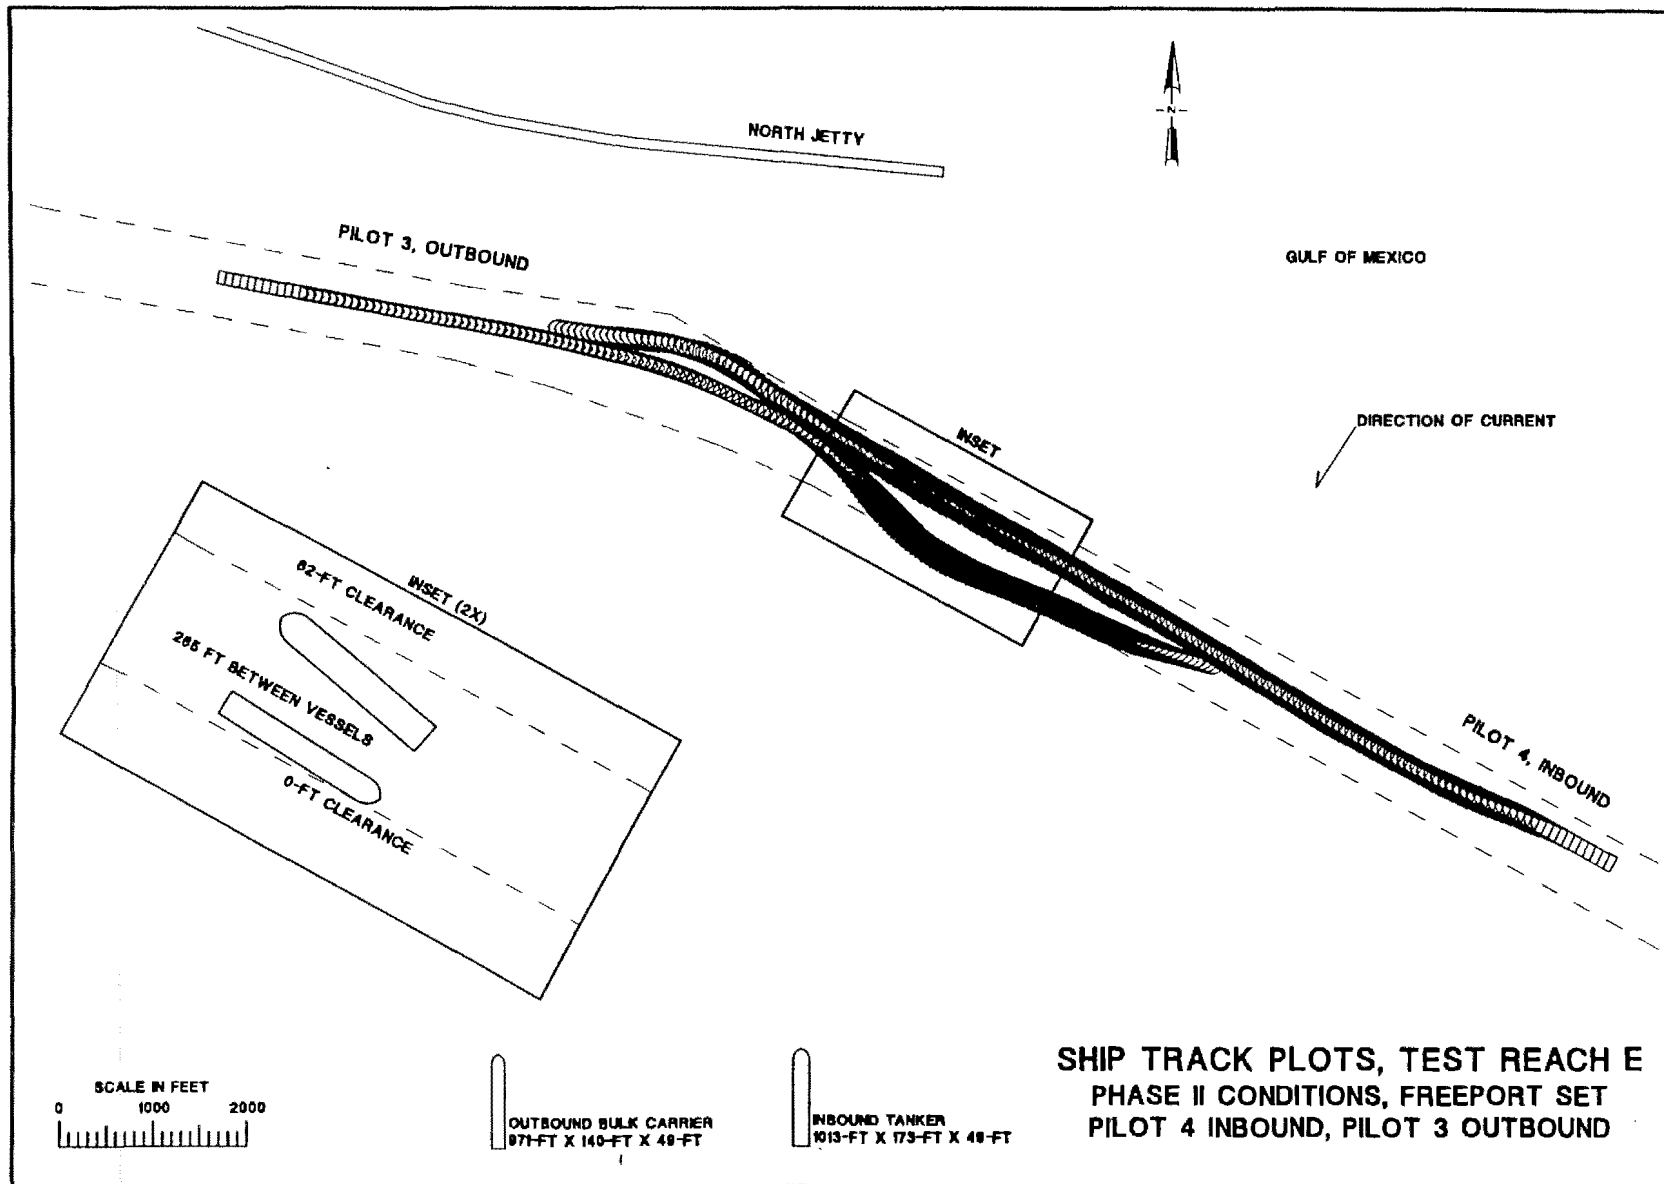 NORTH JETTY
N
PILOT 3, OUTBOUND
GULF OF MEXICO
DIRECTION OF CURRENT
INSET
INSET (2X)
62-FT CLEARANCE
265 FT BETWEEN VESSELS
0-FT CLEARANCE
PILOT 4, INBOUND
SCALE IN FEET
0 1000 2000
OUTBOUND BULK CARRIER
971-FT X 140-FT X 49-FT
INBOUND TANKER
1013-FT X 173-FT X 49-FT
SHIP TRACK PLOTS, TEST REACH E
PHASE II CONDITIONS, FREEPORT SET
PILOT 4 INBOUND, PILOT 3 OUTBOUND